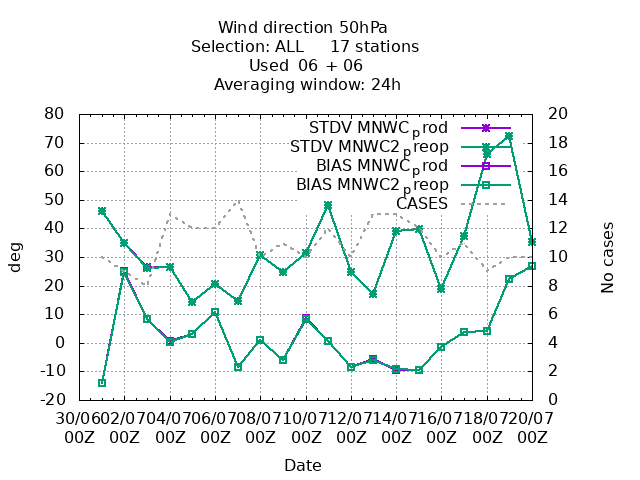 Wind direction 50hPa
Selection: ALL 17 stations
Used 06 + 06
Averaging window: 24h
80 20
STDV MNWC_prod
70 18
STDV MNWC2_preop
60 16
BIAS MNWC_prod
BIAS MNWC2_preop
50 14
CASES
40 12
30 10
20 8
10 6
0 4
-10 2
-20 0
deg
No cases
30/06 02/07 04/07 06/07 08/07 10/07 12/07 14/07 16/07 18/07 20/07
00Z 00Z 00Z 00Z 00Z 00Z 00Z 00Z 00Z 00Z 00Z
Date